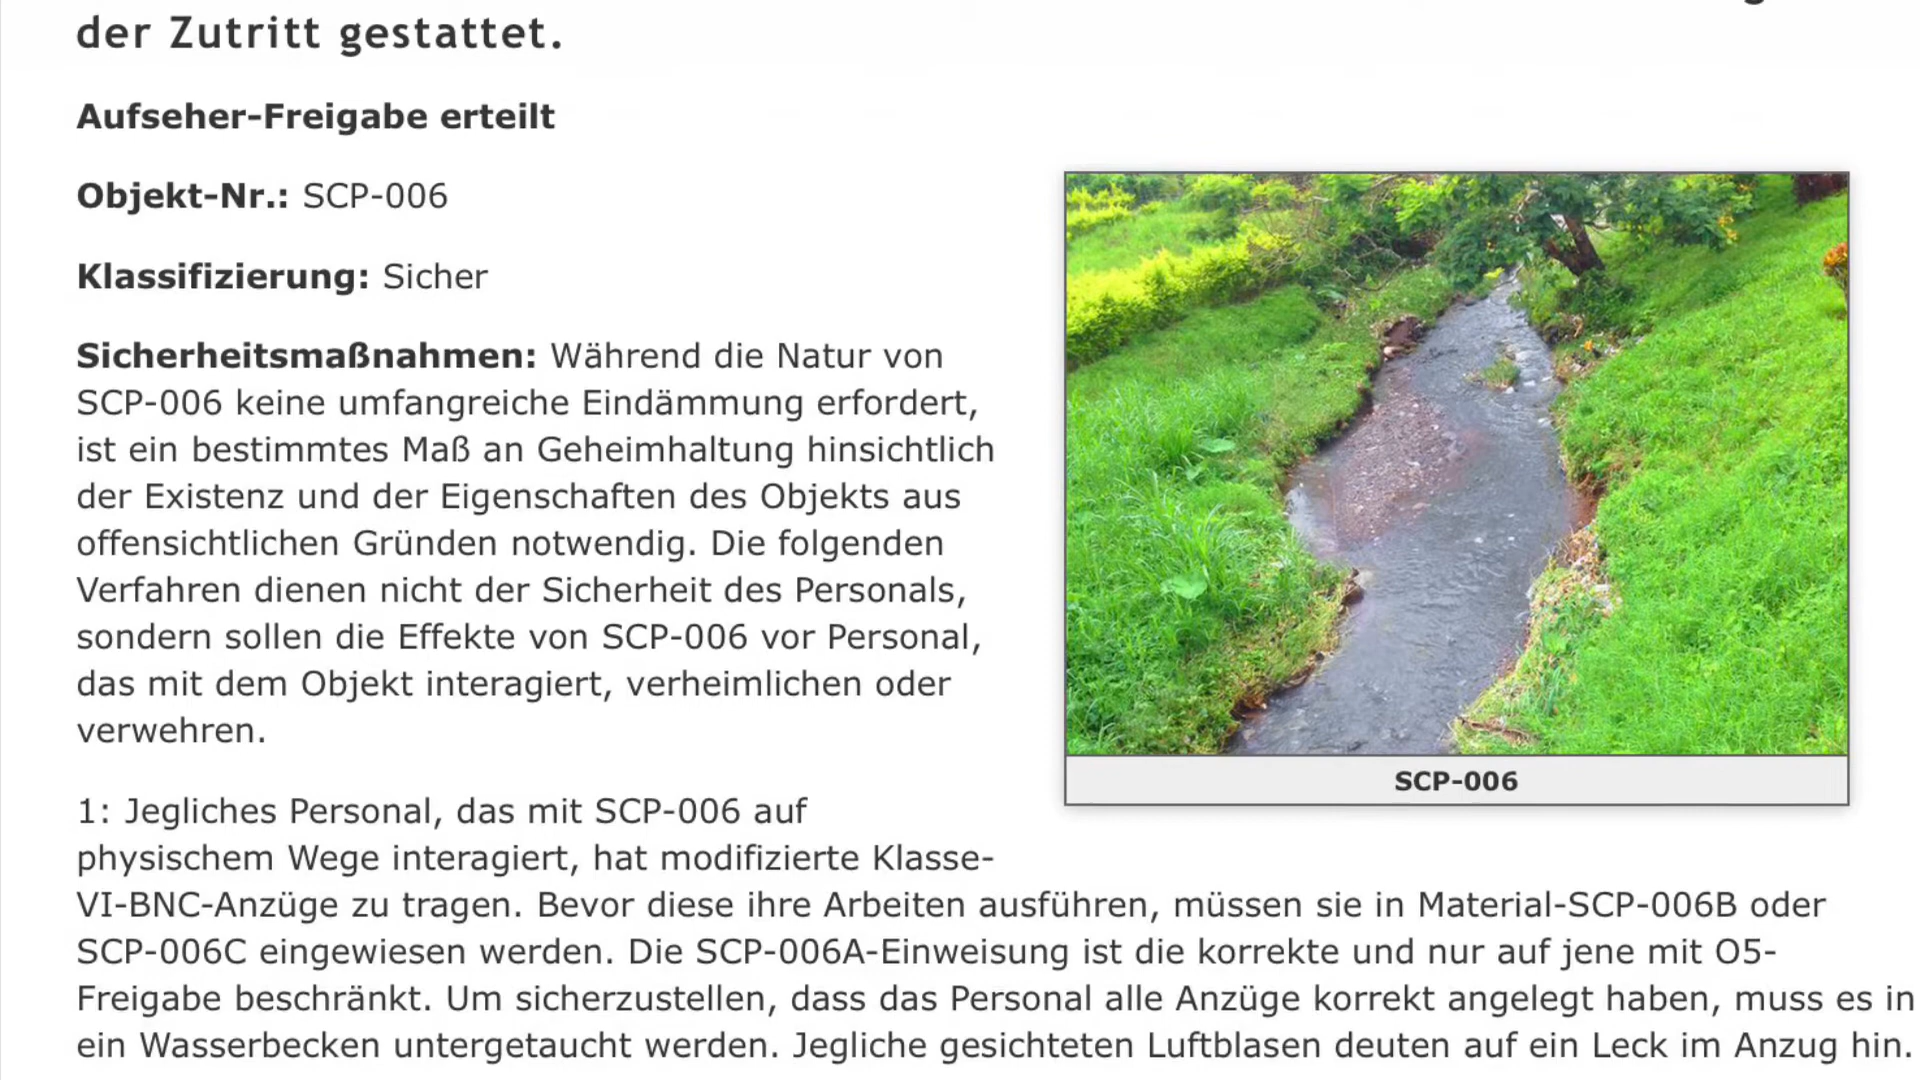 der Zutritt gestattet.
Aufseher-Freigabe erteilt
Objekt-Nr.: SCP-006
Klassifizierung: Sicher
Sicherheitsmaßnahmen: Während die Natur von
SCP-006 keine umfangreiche Eindämmung erfordert,
ist ein bestimmtes Maß an Geheimhaltung hinsichtlich
der Existenz und der Eigenschaften des Objekts aus
offensichtlichen Gründen notwendig. Die folgenden
Verfahren dienen nicht der Sicherheit des Personals,
sondern sollen die Effekte von SCP-006 vor Personal,
das mit dem Objekt interagiert, verheimlichen oder
verwehren.
SCP-006
1: Jegliches Personal, das mit SCP-006 auf
physischem Wege interagiert, hat modifizierte Klasse-
VI-BNC-Anzüge zu tragen. Bevor diese ihre Arbeiten ausführen, müssen sie in Material-SCP-006B oder
SCP-006C eingewiesen werden. Die SCP-006A-Einweisung ist die korrekte und nur auf jene mit O5-
Freigabe beschränkt. Um sicherzustellen, dass das Personal alle Anzüge korrekt angelegt haben, muss es in
ein Wasserbecken untergetaucht werden. Jegliche gesichteten Luftblasen deuten auf ein Leck im Anzug hin.